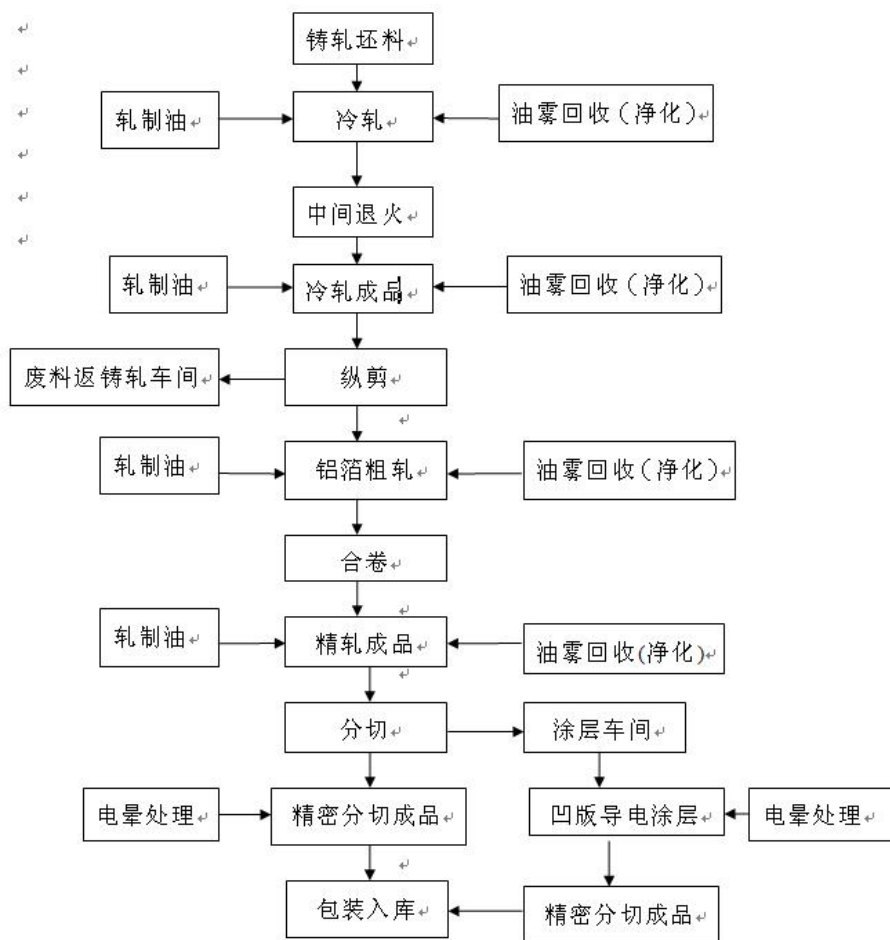 铸轧坯料
轧制油
冷轧
油雾回收（净化）
中间退火
轧制油
冷轧成品
油雾回收（净化）
废料返铸轧车间
纵剪
轧制油
铝箔粗轧
油雾回收（净化）
合卷
轧制油
精轧成品
油雾回收(净化)
分切
涂层车间
电晕处理
精密分切成品
凹版导电涂层
电晕处理
包装入库
精密分切成品